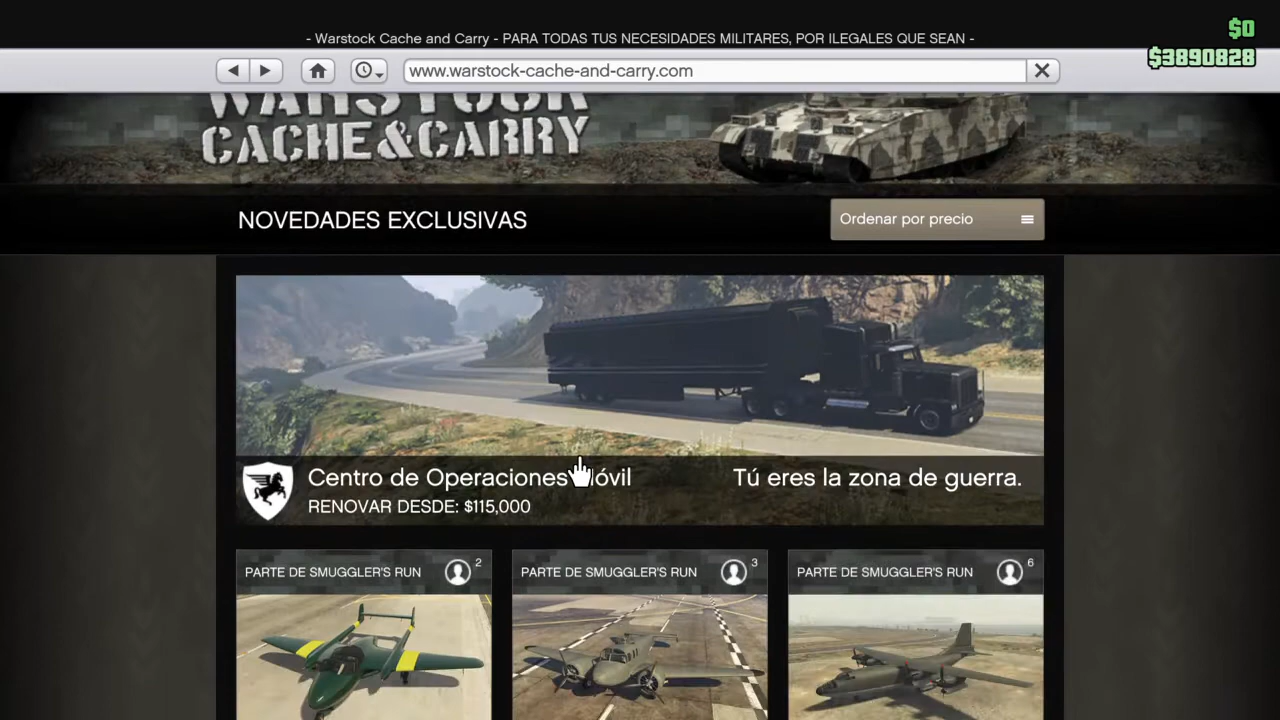 - Warstock Cache and Carry - PARA TODAS TUS NECESIDADES MILITARES, POR ILEGALES QUE SEAN -
$0
$3890828
www.warstock-cache-and-carry.com
WARSTOCK
CACHE&CARRY
NOVEDADES EXCLUSIVAS
Ordenar por precio
Centro de Operaciones Móvil
Tú eres la zona de guerra.
RENOVAR DESDE: $115,000
PARTE DE SMUGGLER'S RUN 2
PARTE DE SMUGGLER'S RUN 3
PARTE DE SMUGGLER'S RUN 6